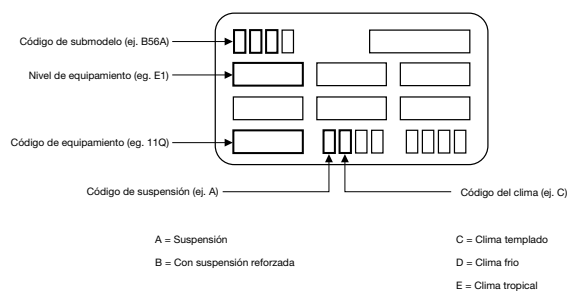 Código de submodelo (ej. B56A)
Nivel de equipamiento (eg. E1)
Código de equipamiento (eg. 11Q)
Código de suspensión (ej. A)
Código del clima (ej. C)
A = Suspensión
C = Clima templado
B = Con suspensión reforzada
D = Clima frio
E = Clima tropical